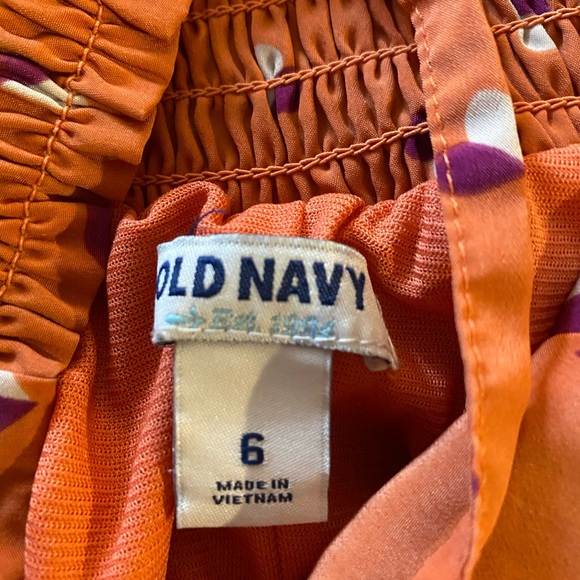 OLD NAVY
Est. 1994
6
MADE IN
VIETNAM